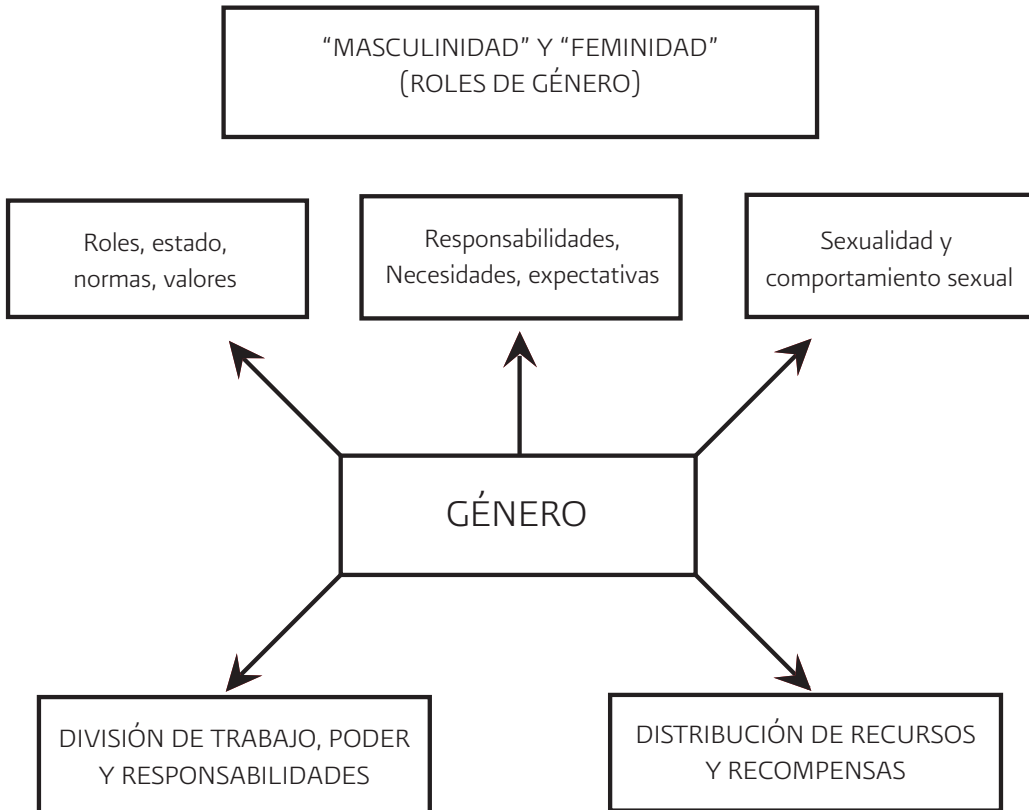 “MASCULINIDAD” Y “FEMINIDAD”
(ROLES DE GÉNERO)
Roles, estado,
normas, valores
Responsabilidades,
Necesidades, expectativas
Sexualidad y
comportamiento sexual
GÉNERO
DIVISIÓN DE TRABAJO, PODER
Y RESPONSABILIDADES
DISTRIBUCIÓN DE RECURSOS
Y RECOMPENSAS